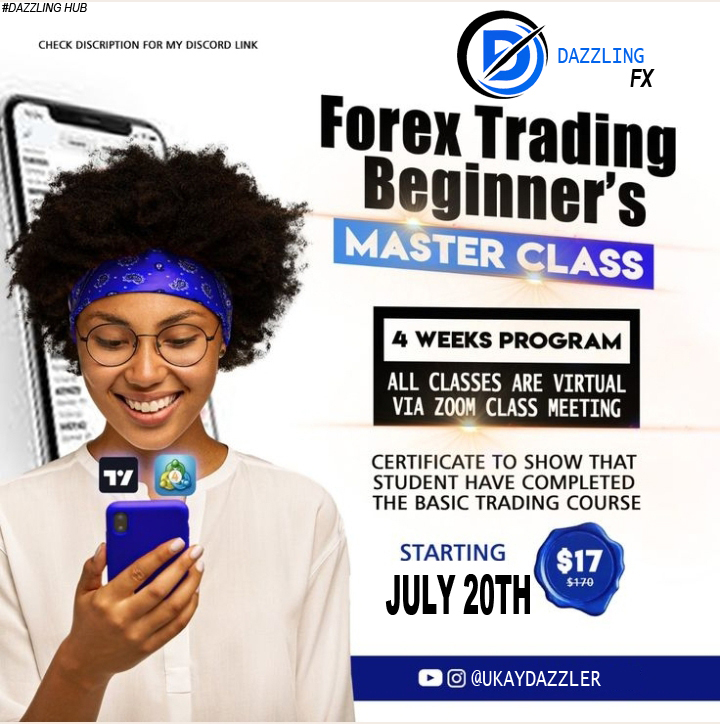 #DAZZLING HUB
CHECK DISCRIPTION FOR MY DISCORD LINK
DAZZLING
FX
Forex Trading
Beginner's
MASTER CLASS
4 WEEKS PROGRAM
ALL CLASSES ARE VIRTUAL
VIA ZOOM CLASS MEETING
CERTIFICATE TO SHOW THAT
STUDENT HAVE COMPLETED
THE BASIC TRADING COURSE
STARTING
JULY 20TH
$17
$170
@UKAYDAZZLER